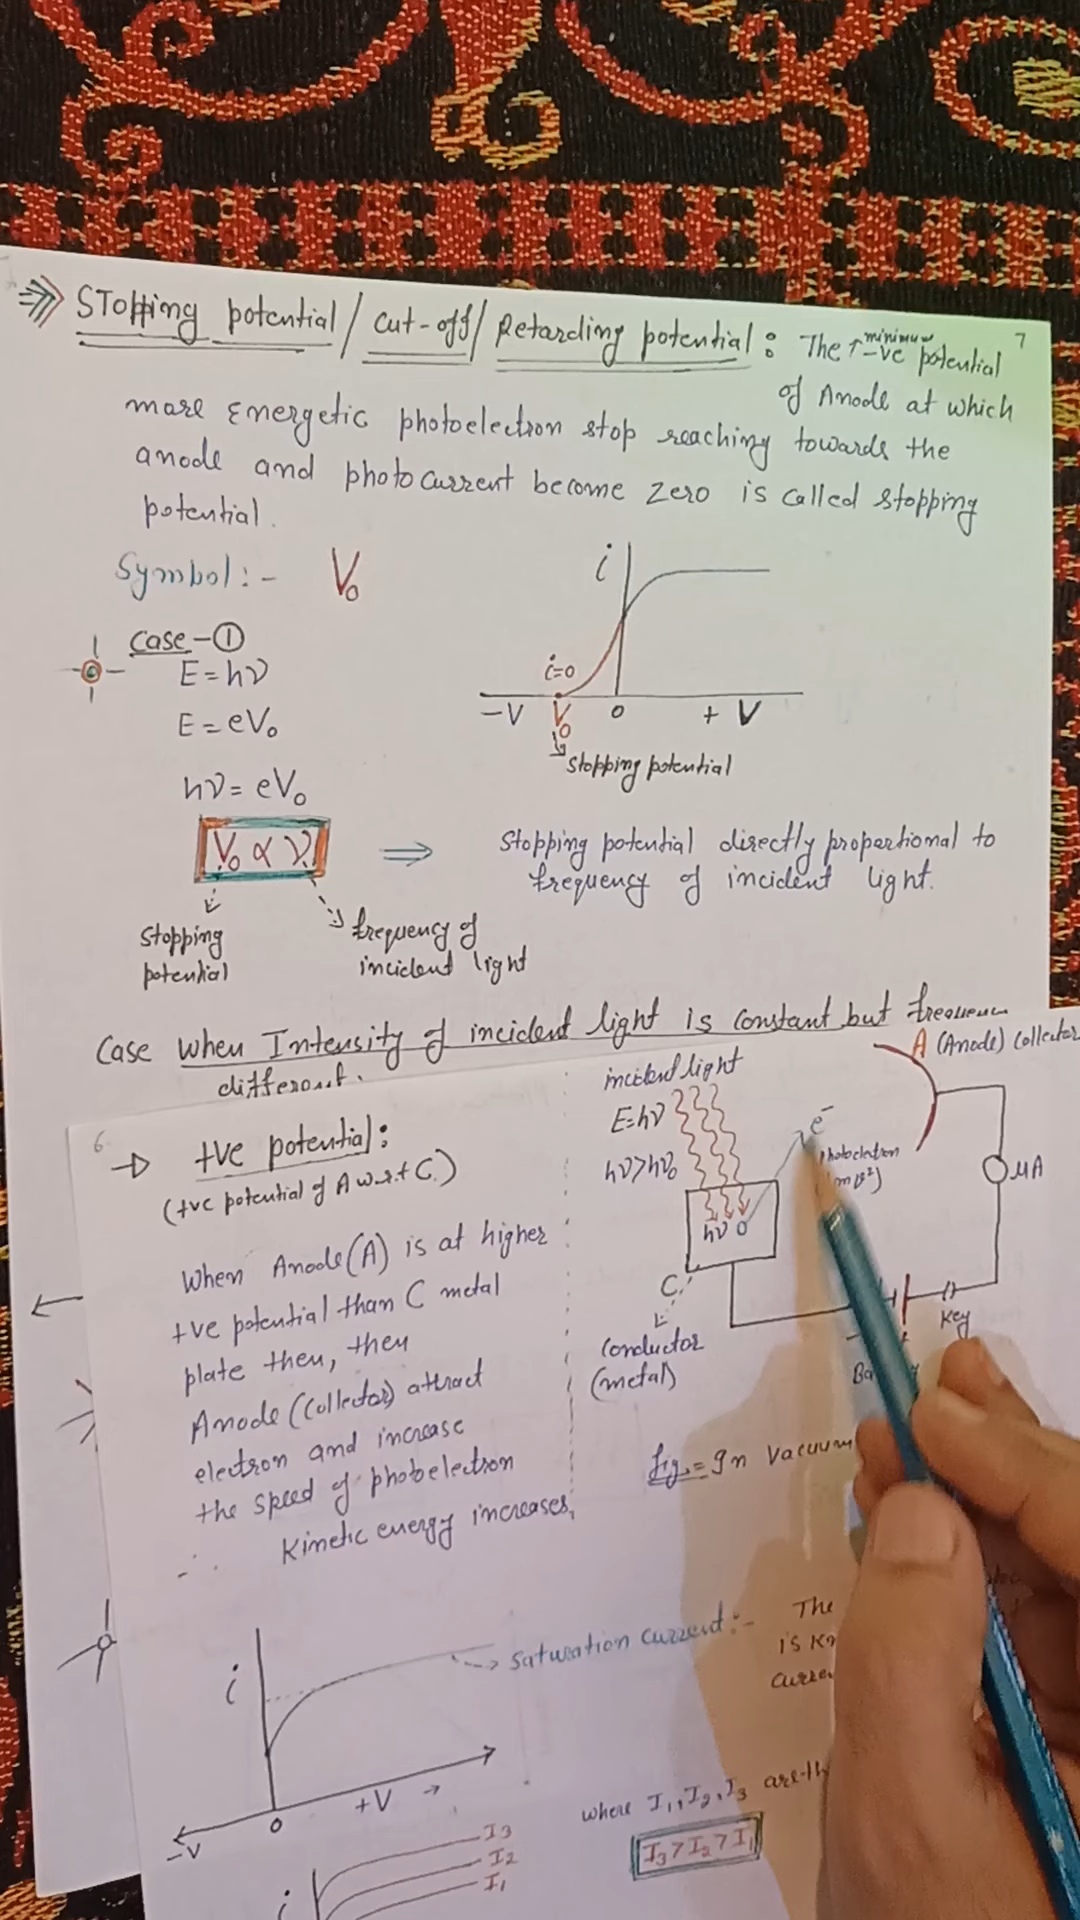 7
Stopping potential / cut-off / Retarding potential : The minimum -ve potential
of Anode at which
more energetic photoelectron stop reaching towards the
anode and photocurrent become zero is called stopping
potential.
Symbol :- V₀
i
i=0
-V V₀ 0 + V
stopping potential
Case-①
E = hν
E = eV₀
hν = eV₀
V₀ ∝ ν ⇒ stopping potential directly proportional to
frequency of incident light.
stopping
potential
frequency of
incident light
Case when Intensity of incident light is constant but
different.
6
+ve potential :
(+ve potential of A w.r.t C)
When Anode (A) is at higher
+ve potential than C metal
plate then, then
Anode (collector) attract
electron and increase
the speed of photoelectron
∴ Kinetic energy increases,
A (Anode) collector
incident light
E=hν
hν > hν₀
e⁻
μA
hν
C
Key
conductor
(metal)
fig = In vacuum
i
Saturation current :- The
+V →
0
-V
I₃
I₂
I₁
i
where I₁, I₂, I₃ are
I₃ > I₂ > I₁